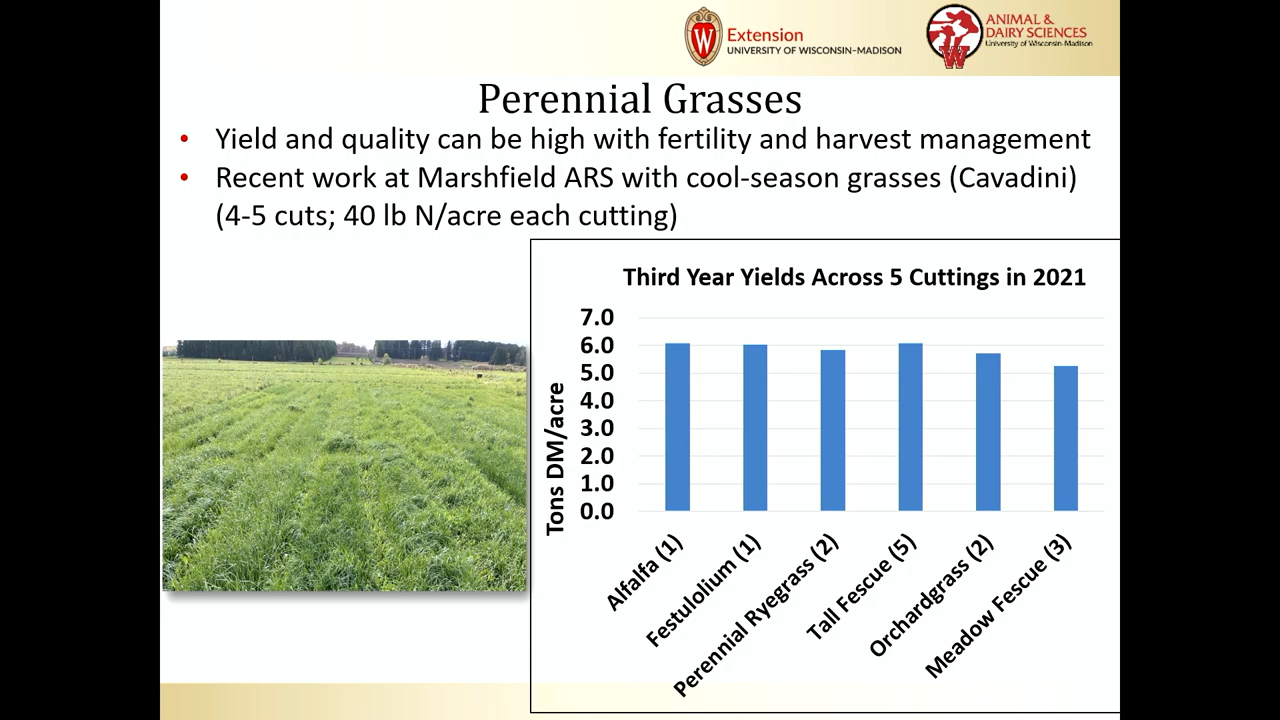 Extension
UNIVERSITY OF WISCONSIN–MADISON
ANIMAL &
DAIRY SCIENCES
University of Wisconsin-Madison
W
W
Perennial Grasses
• Yield and quality can be high with fertility and harvest management
• Recent work at Marshfield ARS with cool-season grasses (Cavadini)
(4-5 cuts; 40 lb N/acre each cutting)
Third Year Yields Across 5 Cuttings in 2021
Tons DM/acre
7.0
6.0
5.0
4.0
3.0
2.0
1.0
0.0
Alfalfa (1)
Festulolium (1)
Perennial Ryegrass (2)
Tall Fescue (5)
Orchardgrass (2)
Meadow Fescue (3)